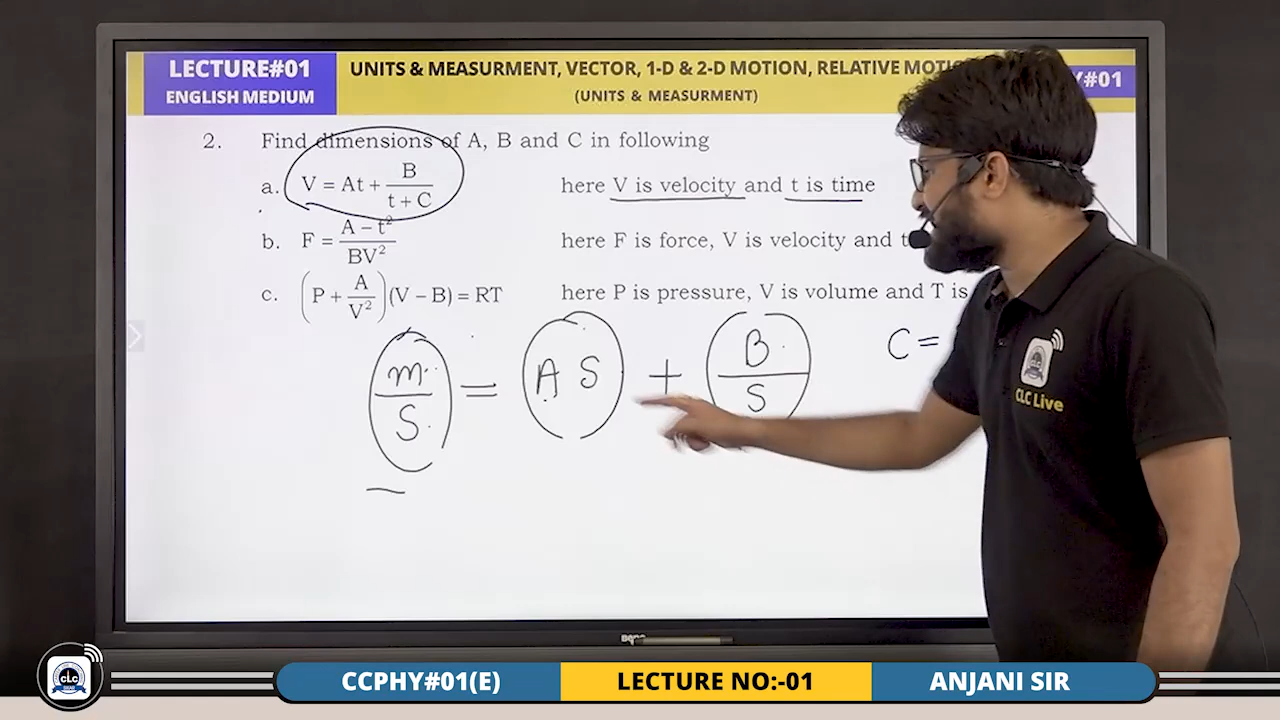 LECTURE#01
ENGLISH MEDIUM
UNITS & MEASURMENT, VECTOR, 1-D & 2-D MOTION, RELATIVE
(UNITS & MEASURMENT)
#01
2. Find dimensions of A, B and C in following
a. V = At + B / t + C here V is velocity and t is time
b. F = A – t² / BV² here F is force, V is velocity and t
c. (P + A / V²) (V – B) = RT here P is pressure, V is volume and T is
m / S = A S + B / S
C =
CLC Live
CLC
CCPHY#01(E)
LECTURE NO:-01
ANJANI SIR